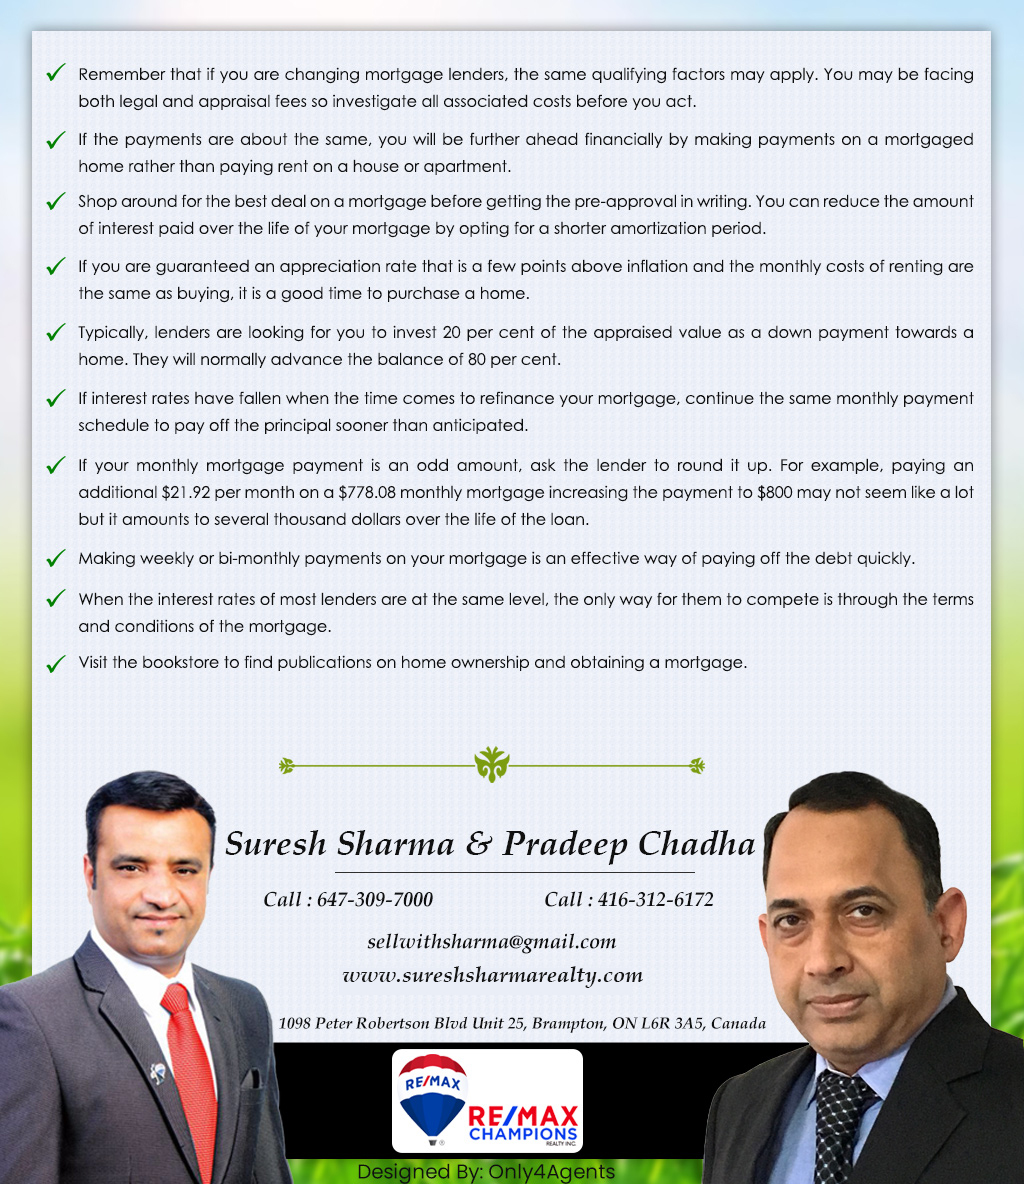 Remember that if you are changing mortgage lenders, the same qualifying factors may apply. You may be facing
both legal and appraisal fees so investigate all associated costs before you act.
If the payments are about the same, you will be further ahead financially by making payments on a mortgaged
home rather than paying rent on a house or apartment.
Shop around for the best deal on a mortgage before getting the pre-approval in writing. You can reduce the amount
of interest paid over the life of your mortgage by opting for a shorter amortization period.
If you are guaranteed an appreciation rate that is a few points above inflation and the monthly costs of renting are
the same as buying, it is a good time to purchase a home.
Typically, lenders are looking for you to invest 20 per cent of the appraised value as a down payment towards a
home. They will normally advance the balance of 80 per cent.
If interest rates have fallen when the time comes to refinance your mortgage, continue the same monthly payment
schedule to pay off the principal sooner than anticipated.
If your monthly mortgage payment is an odd amount, ask the lender to round it up. For example, paying an
additional $21.92 per month on a $778.08 monthly mortgage increasing the payment to $800 may not seem like a lot
but it amounts to several thousand dollars over the life of the loan.
Making weekly or bi-monthly payments on your mortgage is an effective way of paying off the debt quickly.
When the interest rates of most lenders are at the same level, the only way for them to compete is through the terms
and conditions of the mortgage.
Visit the bookstore to find publications on home ownership and obtaining a mortgage.
Suresh Sharma & Pradeep Chadha
Call : 647-309-7000 Call : 416-312-6172
sellwithsharma@gmail.com
www.sureshsharmarealty.com
1098 Peter Robertson Blvd Unit 25, Brampton, ON L6R 3A5, Canada
RE/MAX
RE/MAX
CHAMPIONS
REALTY INC.
Designed By: Only4Agents